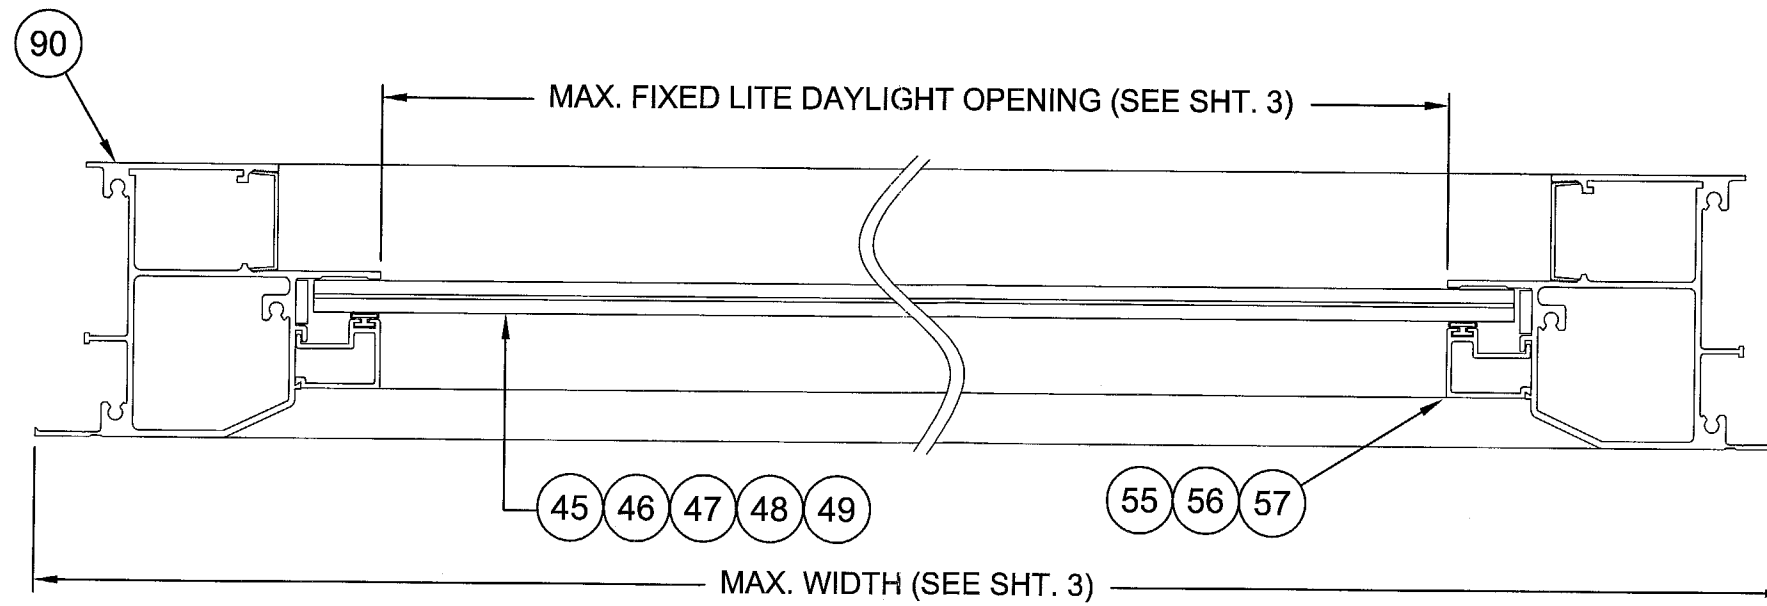 90
MAX. FIXED LITE DAYLIGHT OPENING (SEE SHT. 3)
45 46 47 48 49
55 56 57
MAX. WIDTH (SEE SHT. 3)